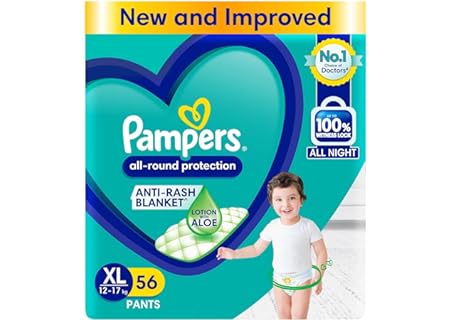 New and Improved
No.1
Choice of
Doctors*
Pampers®
all-round protection
ANTI-RASH
BLANKET^
LOTION with
ALOE
100%
WETNESS LOCK
ALL NIGHT
XL
12-17 kg
56
PANTS